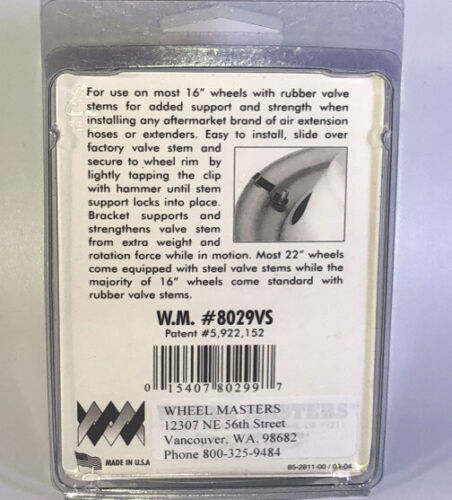 For use on most 16" wheels with rubber valve
stems for added support and strength when
installing any aftermarket brand of air extension
hoses or extenders. Easy to install, slide over
factory valve stem and
secure to wheel rim by
lightly tapping the clip
with hammer until stem
support locks into place.
Bracket supports and
strengthens valve stem
from extra weight and
rotation force while in motion. Most 22" wheels
come equipped with steel valve stems while the
majority of 16" wheels come standard with
rubber valve stems.
W.M. #8029VS
Patent #5,922,152
0 15407 80299 7
WHEEL MASTERS
12307 NE 56th Street
Vancouver, WA. 98682
Phone 800-325-9484
MADE IN U.S.A
85-2811-00 / 03-04